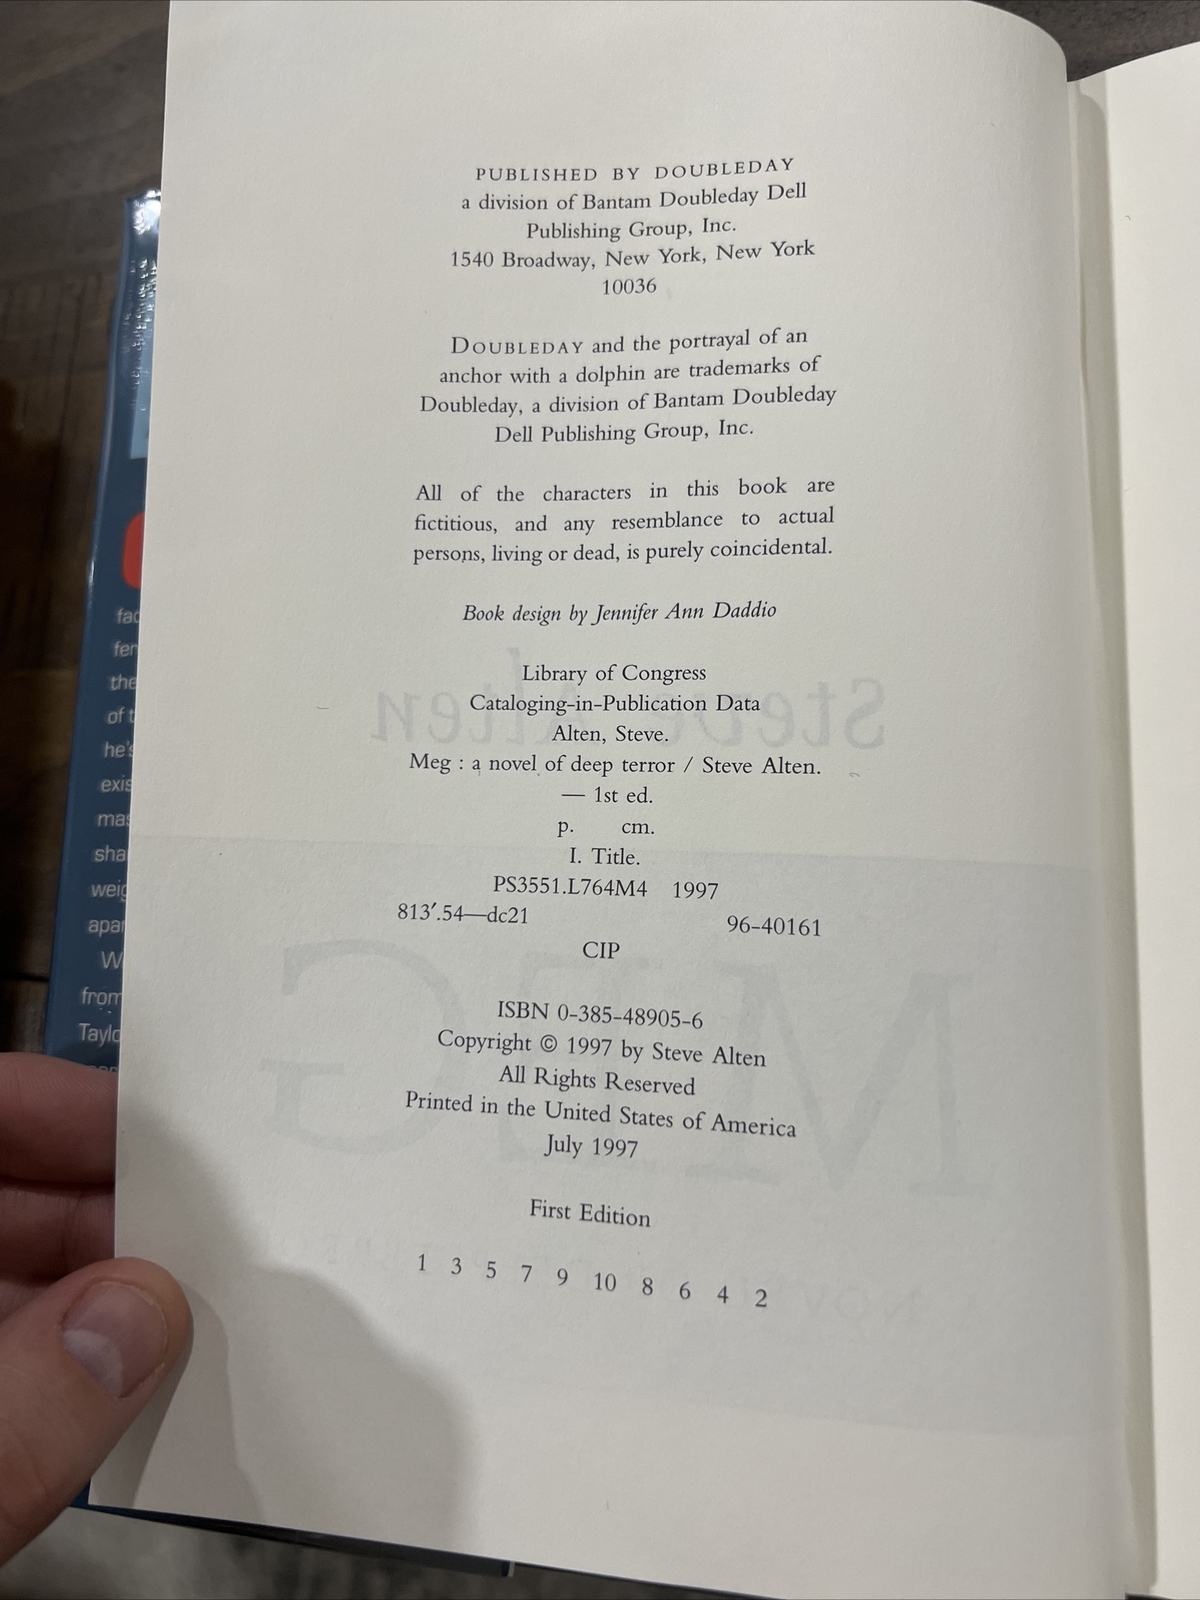 PUBLISHED BY DOUBLEDAY
a division of Bantam Doubleday Dell
Publishing Group, Inc.
1540 Broadway, New York, New York
10036
DOUBLEDAY and the portrayal of an
anchor with a dolphin are trademarks of
Doubleday, a division of Bantam Doubleday
Dell Publishing Group, Inc.
All of the characters in this book are
fictitious, and any resemblance to actual
persons, living or dead, is purely coincidental.
Book design by Jennifer Ann Daddio
Library of Congress
Cataloging-in-Publication Data
Alten, Steve.
Meg : a novel of deep terror / Steve Alten.
— 1st ed.
p. cm.
I. Title.
PS3551.L764M4 1997
813′.54—dc21 96-40161
CIP
ISBN 0-385-48905-6
Copyright © 1997 by Steve Alten
All Rights Reserved
Printed in the United States of America
July 1997
First Edition
1 3 5 7 9 10 8 6 4 2
the
of t
he's
W
from